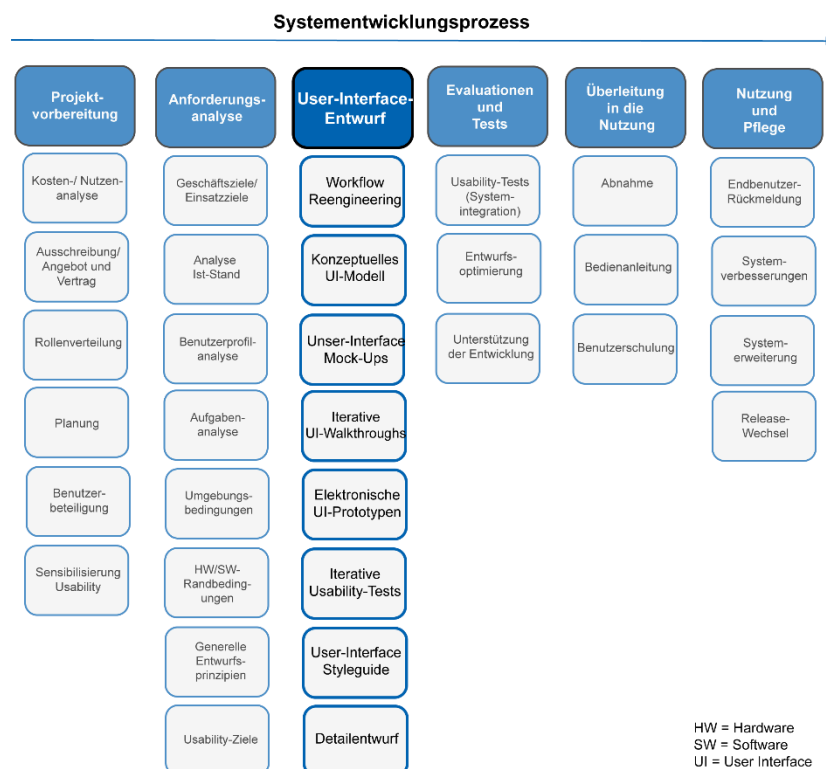 Systementwicklungsprozess
Projekt-
vorbereitung
Kosten-/ Nutzen-
analyse
Ausschreibung/
Angebot und
Vertrag
Rollenverteilung
Planung
Benutzer-
beteiligung
Sensibilisierung
Usability
Anforderungs-
analyse
Geschäftsziele/
Einsatzziele
Analyse
Ist-Stand
Benutzerprofil-
analyse
Aufgaben-
analyse
Umgebungs-
bedingungen
HW/SW-
Randbeding-
ungen
Generelle
Entwurfs-
prinzipien
Usability-Ziele
User-Interface-
Entwurf
Workflow
Reengineering
Konzeptuelles
UI-Modell
Unser-Interface
Mock-Ups
Iterative
UI-Walkthroughs
Elektronische
UI-Prototypen
Iterative
Usability-Tests
User-Interface
Styleguide
Detailentwurf
Evaluationen
und
Tests
Usability-Tests
(System-
integration)
Entwurfs-
optimierung
Unterstützung
der Entwicklung
Überleitung
in die
Nutzung
Abnahme
Bedienanleitung
Benutzerschulung
Nutzung
und
Pflege
Endbenutzer-
Rückmeldung
System-
verbesserungen
System-
erweiterung
Release-
Wechsel
HW = Hardware
SW = Software
UI = User Interface